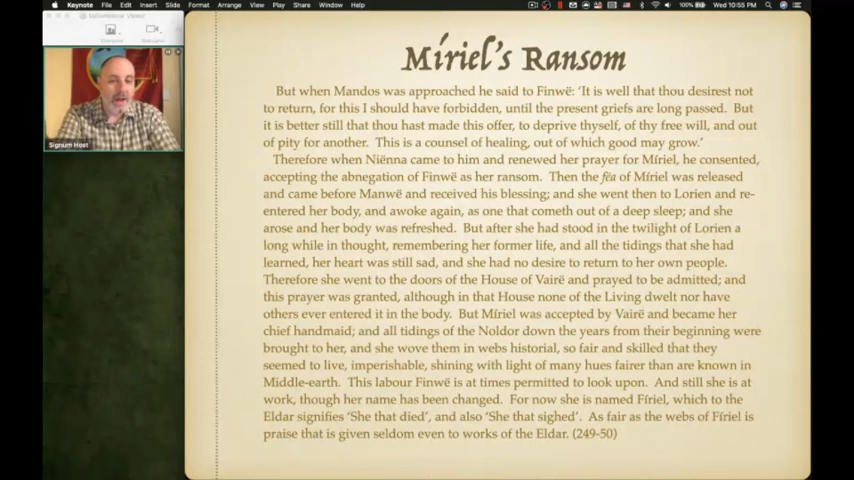 Keynote File Edit Insert Slide Format Arrange View Play Share Window Help
100% Wed 10:55 PM
Míriel's Ransom
But when Mandos was approached he said to Finwë: 'It is well that thou desirest not
to return, for this I should have forbidden, until the present griefs are long passed. But
it is better still that thou hast made this offer, to deprive thyself, of thy free will, and out
of pity for another. This is a counsel of healing, out of which good may grow.'
Therefore when Niënna came to him and renewed her prayer for Míriel, he consented,
accepting the abnegation of Finwë as her ransom. Then the fëa of Míriel was released
and came before Manwë and received his blessing; and she went then to Lorien and re-
entered her body, and awoke again, as one that cometh out of a deep sleep; and she
arose and her body was refreshed. But after she had stood in the twilight of Lorien a
long while in thought, remembering her former life, and all the tidings that she had
learned, her heart was still sad, and she had no desire to return to her own people.
Therefore she went to the doors of the House of Vairë and prayed to be admitted; and
this prayer was granted, although in that House none of the Living dwelt nor have
others ever entered it in the body. But Míriel was accepted by Vairë and became her
chief handmaid; and all tidings of the Noldor down the years from their beginning were
brought to her, and she wove them in webs historial, so fair and skilled that they
seemed to live, imperishable, shining with light of many hues fairer than are known in
Middle-earth. This labour Finwë is at times permitted to look upon. And still she is at
work, though her name has been changed. For now she is named Fíriel, which to the
Eldar signifies 'She that died', and also 'She that sighed'. As fair as the webs of Fíriel is
praise that is given seldom even to works of the Eldar. (249-50)
Signum Host